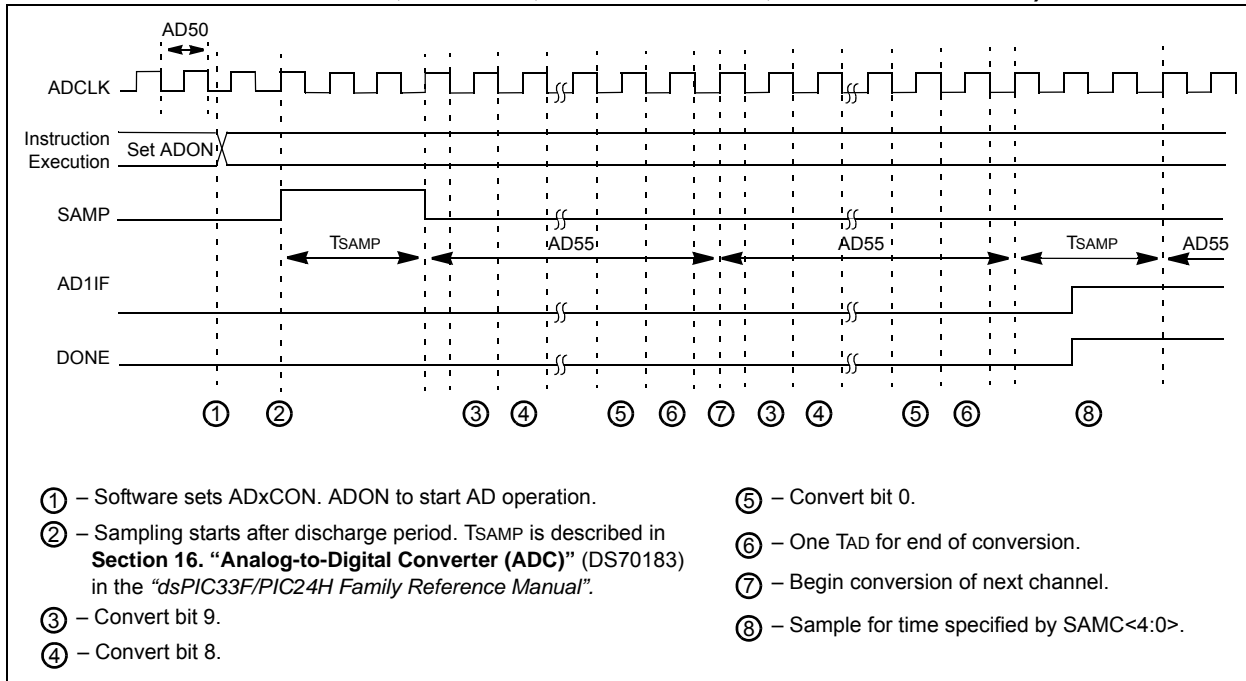 AD50
ADCLK
Instruction
Execution
Set ADON
SAMP
TSAMP
AD55
AD55
TSAMP
AD55
AD1IF
DONE
1 2 3 4 5 6 7 3 4 5 6 8
1 – Software sets ADxCON. ADON to start AD operation.
2 – Sampling starts after discharge period. TSAMP is described in
Section 16. “Analog-to-Digital Converter (ADC)” (DS70183)
in the “dsPIC33F/PIC24H Family Reference Manual”.
3 – Convert bit 9.
4 – Convert bit 8.
5 – Convert bit 0.
6 – One TAD for end of conversion.
7 – Begin conversion of next channel.
8 – Sample for time specified by SAMC<4:0>.